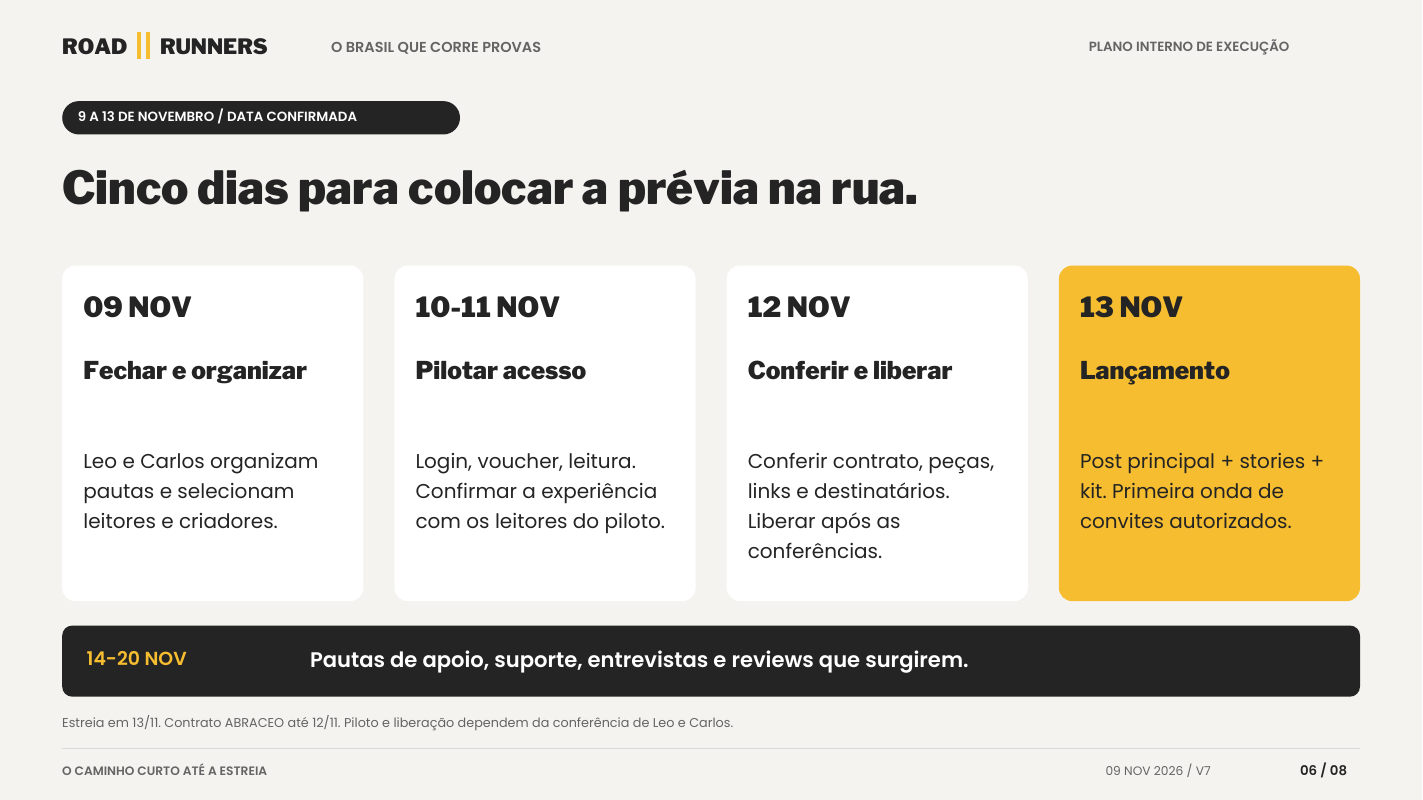 ROAD || RUNNERS
O BRASIL QUE CORRE PROVAS
PLANO INTERNO DE EXECUÇÃO
9 A 13 DE NOVEMBRO / DATA CONFIRMADA
Cinco dias para colocar a prévia na rua.
09 NOV
Fechar e organizar
Leo e Carlos organizam
pautas e selecionam
leitores e criadores.
10-11 NOV
Pilotar acesso
Login, voucher, leitura.
Confirmar a experiência
com os leitores do piloto.
12 NOV
Conferir e liberar
Conferir contrato, peças,
links e destinatários.
Liberar após as
conferências.
13 NOV
Lançamento
Post principal + stories +
kit. Primeira onda de
convites autorizados.
14-20 NOV
Pautas de apoio, suporte, entrevistas e reviews que surgirem.
Estreia em 13/11. Contrato ABRACEO até 12/11. Piloto e liberação dependem da conferência de Leo e Carlos.
O CAMINHO CURTO ATÉ A ESTREIA
09 NOV 2026 / V7
06 / 08